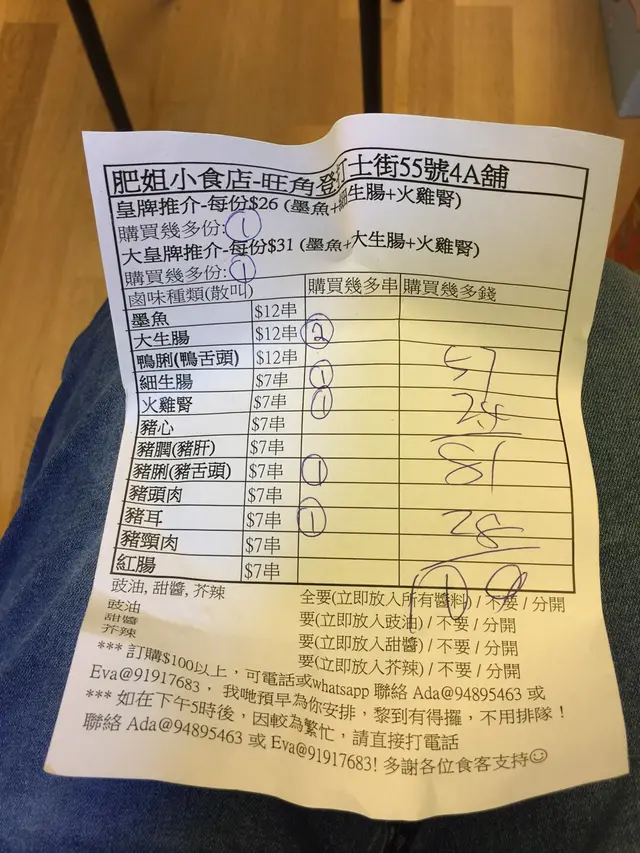 肥姐小食店-旺角登打士街55號4A舖
皇牌推介-每份$26 (墨魚+細生腸+火雞腎)
購買幾多份: 1
大皇牌推介-每份$31 (墨魚+大生腸+火雞腎)
購買幾多份: 1
鹵味種類(散叫) 購買幾多串 購買幾多錢
墨魚 $12串
大生腸 $12串 2
鴨脷(鴨舌頭) $12串
細生腸 $7串 1
火雞腎 $7串 1
豬心 $7串
豬膶(豬肝) $7串
豬脷(豬舌頭) $7串 1
豬頭肉 $7串
豬耳 $7串 1
豬頸肉 $7串
紅腸 $7串
57
81
28
豉油, 甜醬, 芥辣 全要(立即放入所有醬料) / 不要 / 分開
豉油 要(立即放入豉油) / 不要 / 分開
甜醬 要(立即放入甜醬) / 不要 / 分開
芥辣 要(立即放入芥辣) / 不要 / 分開
*** 訂購$100以上，可電話或whatsapp 聯絡 Ada@94895463 或
Eva@91917683，我哋預早為你安排，黎到有得攞，不用排隊！
*** 如在下午5時後，因較為繁忙，請直接打電話
聯絡 Ada@94895463 或 Eva@91917683! 多謝各位食客支持☺